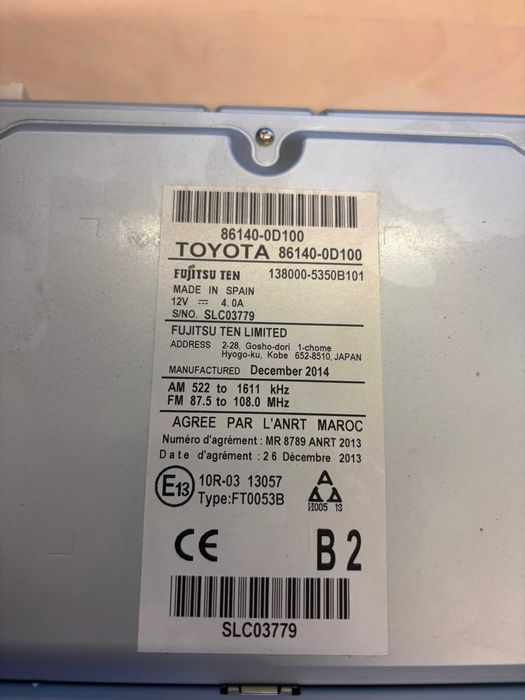 86140-0D100
TOYOTA 86140-0D100
FUJITSU TEN 138000-5350B101
MADE IN SPAIN
12V ⎓ 4.0A
S/NO. SLC03779
FUJITSU TEN LIMITED
ADDRESS 2-28, Gosho-dori 1-chome
Hyogo-ku, Kobe 652-8510, JAPAN
MANUFACTURED December 2014
AM 522 to 1611 kHz
FM 87.5 to 108.0 MHz
AGREE PAR L'ANRT MAROC
Numéro d'agrément : MR 8789 ANRT 2013
Date d'agrément : 26 Décembre 2013
E13 10R-03 13057
Type:FT0053B
И005 13
CE B2
SLC03779